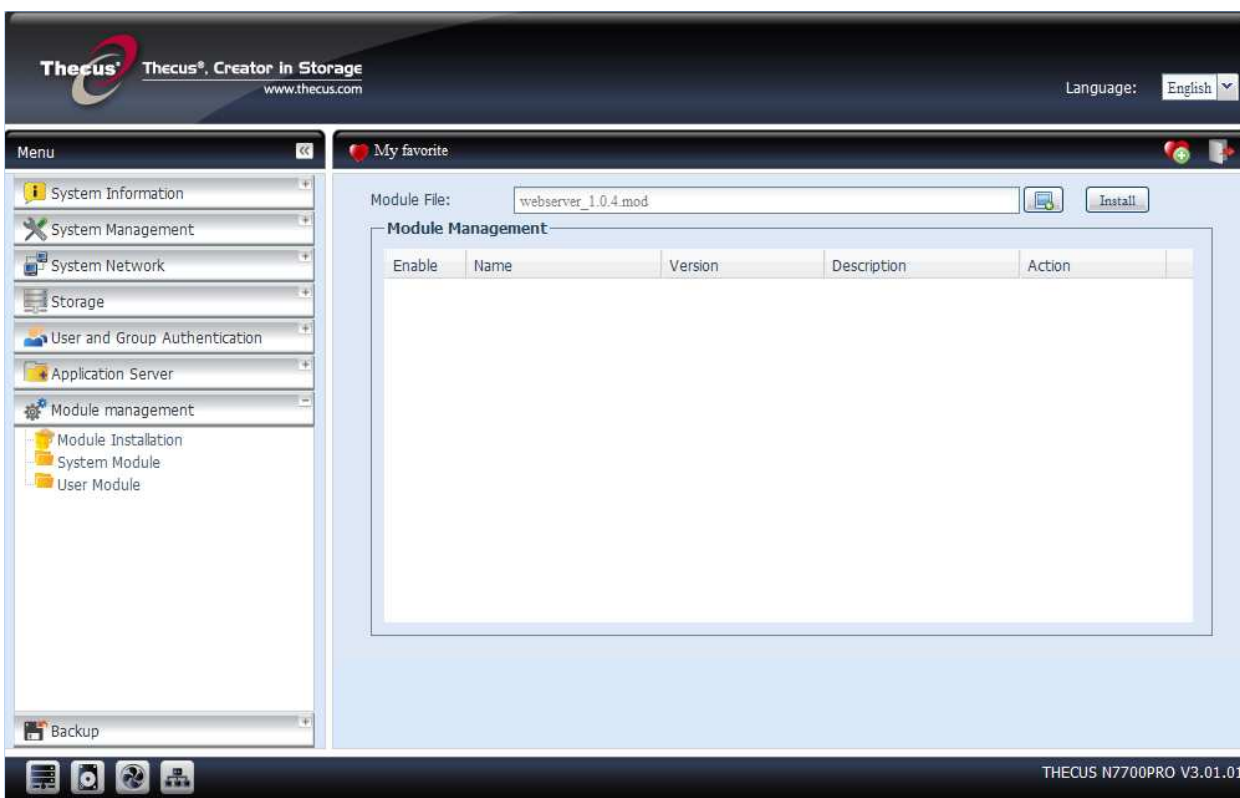 Thecus®
Thecus®, Creator in Storage
www.thecus.com
Language:
English
Menu
My favorite
System Information
System Management
System Network
Storage
User and Group Authentication
Application Server
Module management
Module Installation
System Module
User Module
Backup
Module File:
webserver_1.0.4.mod
Install
Module Management
Enable Name Version Description Action
THECUS N7700PRO V3.01.01